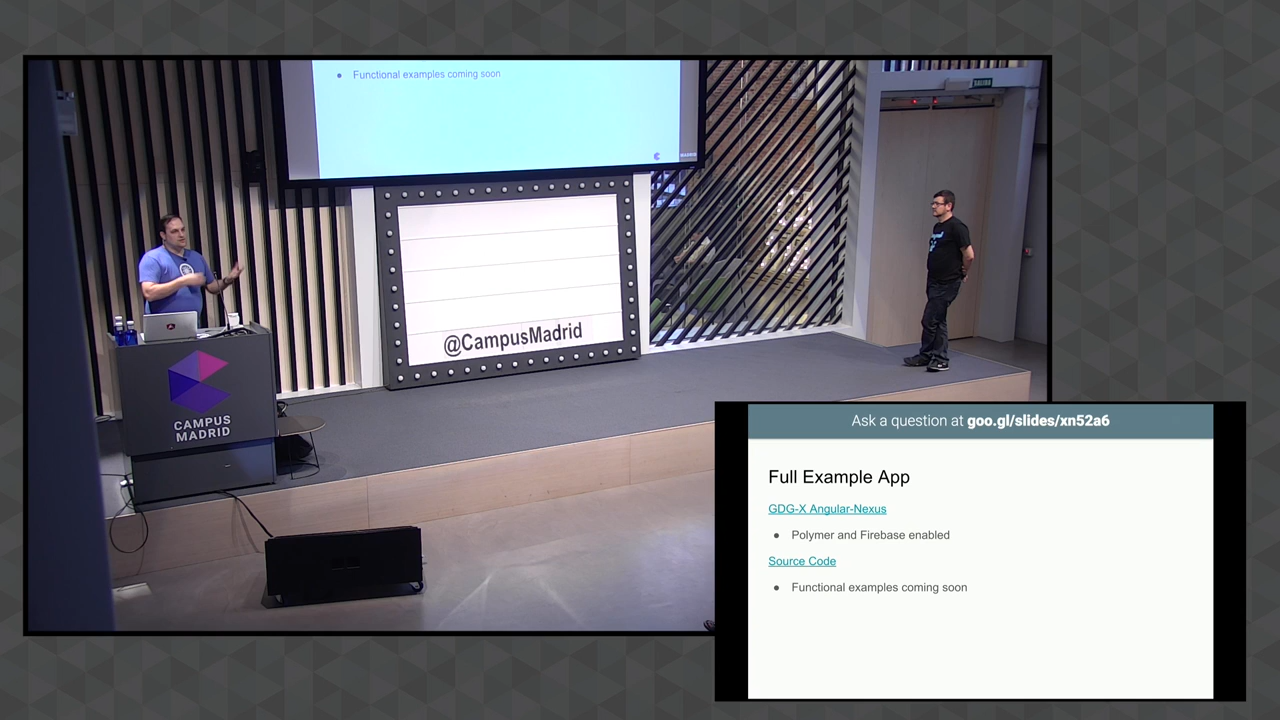 Functional examples coming soon
MADRID
SALIDA
@CampusMadrid
CAMPUS
MADRID
Ask a question at goo.gl/slides/xn52a6
Full Example App
GDG-X Angular-Nexus
● Polymer and Firebase enabled
Source Code
● Functional examples coming soon